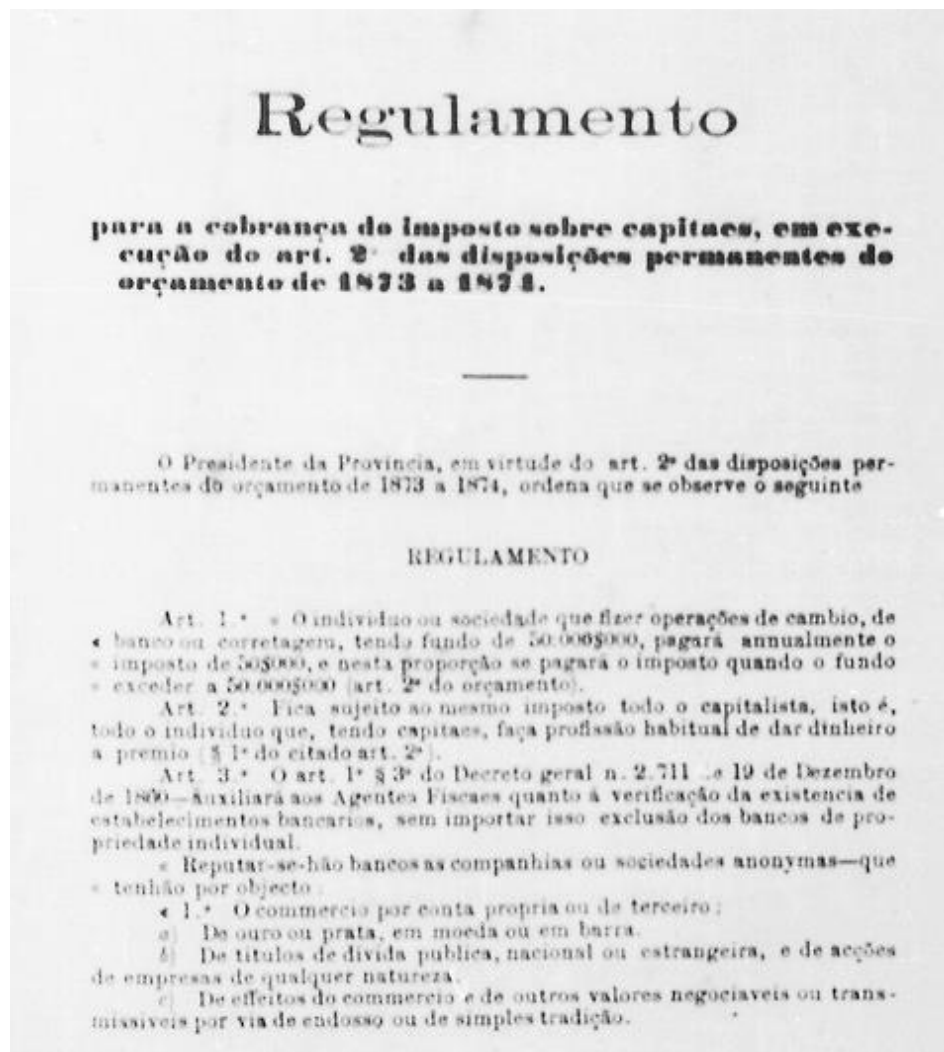 Regulamento
para a cobrança do imposto sobre capitaes, em exe-
cução do art. 2º das disposições permanentes do
orçamento de 1873 a 1874.
O Presidente da Provincia, em virtude do art. 2º das disposições per-
manentes do orçamento de 1873 a 1874, ordena que se observe o seguinte
REGULAMENTO
Art. 1.º « O individuo ou sociedade que fizer operações de cambio, de
« banco ou corretagem, tendo fundo de 50.000$000, pagará annualmente o
« imposto de 50$000, e nesta proporção se pagará o imposto quando o fundo
« exceder a 50.000$000 (art. 2º do orçamento).
Art. 2.º Fica sujeito ao mesmo imposto todo o capitalista, isto é,
todo o individuo que, tendo capitaes, faça profissão habitual de dar dinheiro
a premio (§ 1º do citado art. 2º).
Art. 3.º O art. 1º § 3º do Decreto geral n. 2.711 .e 19 de Dezembro
de 1860—Auxiliará aos Agentes Fiscaes quanto á verificação da existencia de
estabelecimentos bancarios, sem importar isso exclusão dos bancos de pro-
priedade individual.
« Reputar-se-hão bancos as companhias ou sociedades anonymas—que
« tenhão por objecto:
« 1.º O commercio por conta propria ou de terceiro:
a) De ouro ou prata, em moeda ou em barra.
b) De titulos de divida publica, nacional ou estrangeira, e de acções
de empresas de qualquer natureza.
c) De effeitos do commercio e de outros valores negociaveis ou trans-
missiveis por via de endosso ou de simples tradição.